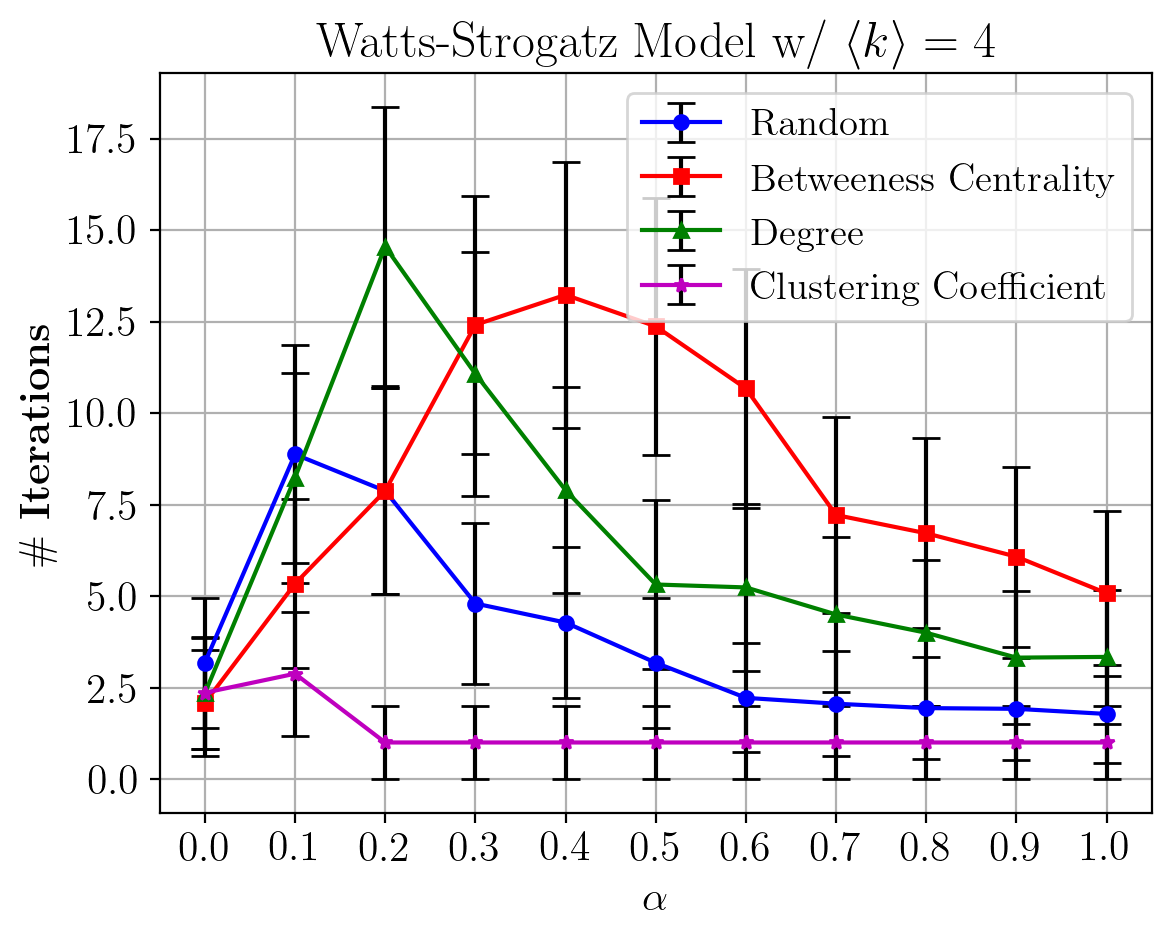 Watts-Strogatz Model w/ ⟨k⟩ = 4
17.5
15.0
12.5
10.0
7.5
5.0
2.5
0.0
# Iterations
Random
Betweeness Centrality
Degree
Clustering Coefficient
0.0 0.1 0.2 0.3 0.4 0.5 0.6 0.7 0.8 0.9 1.0
α